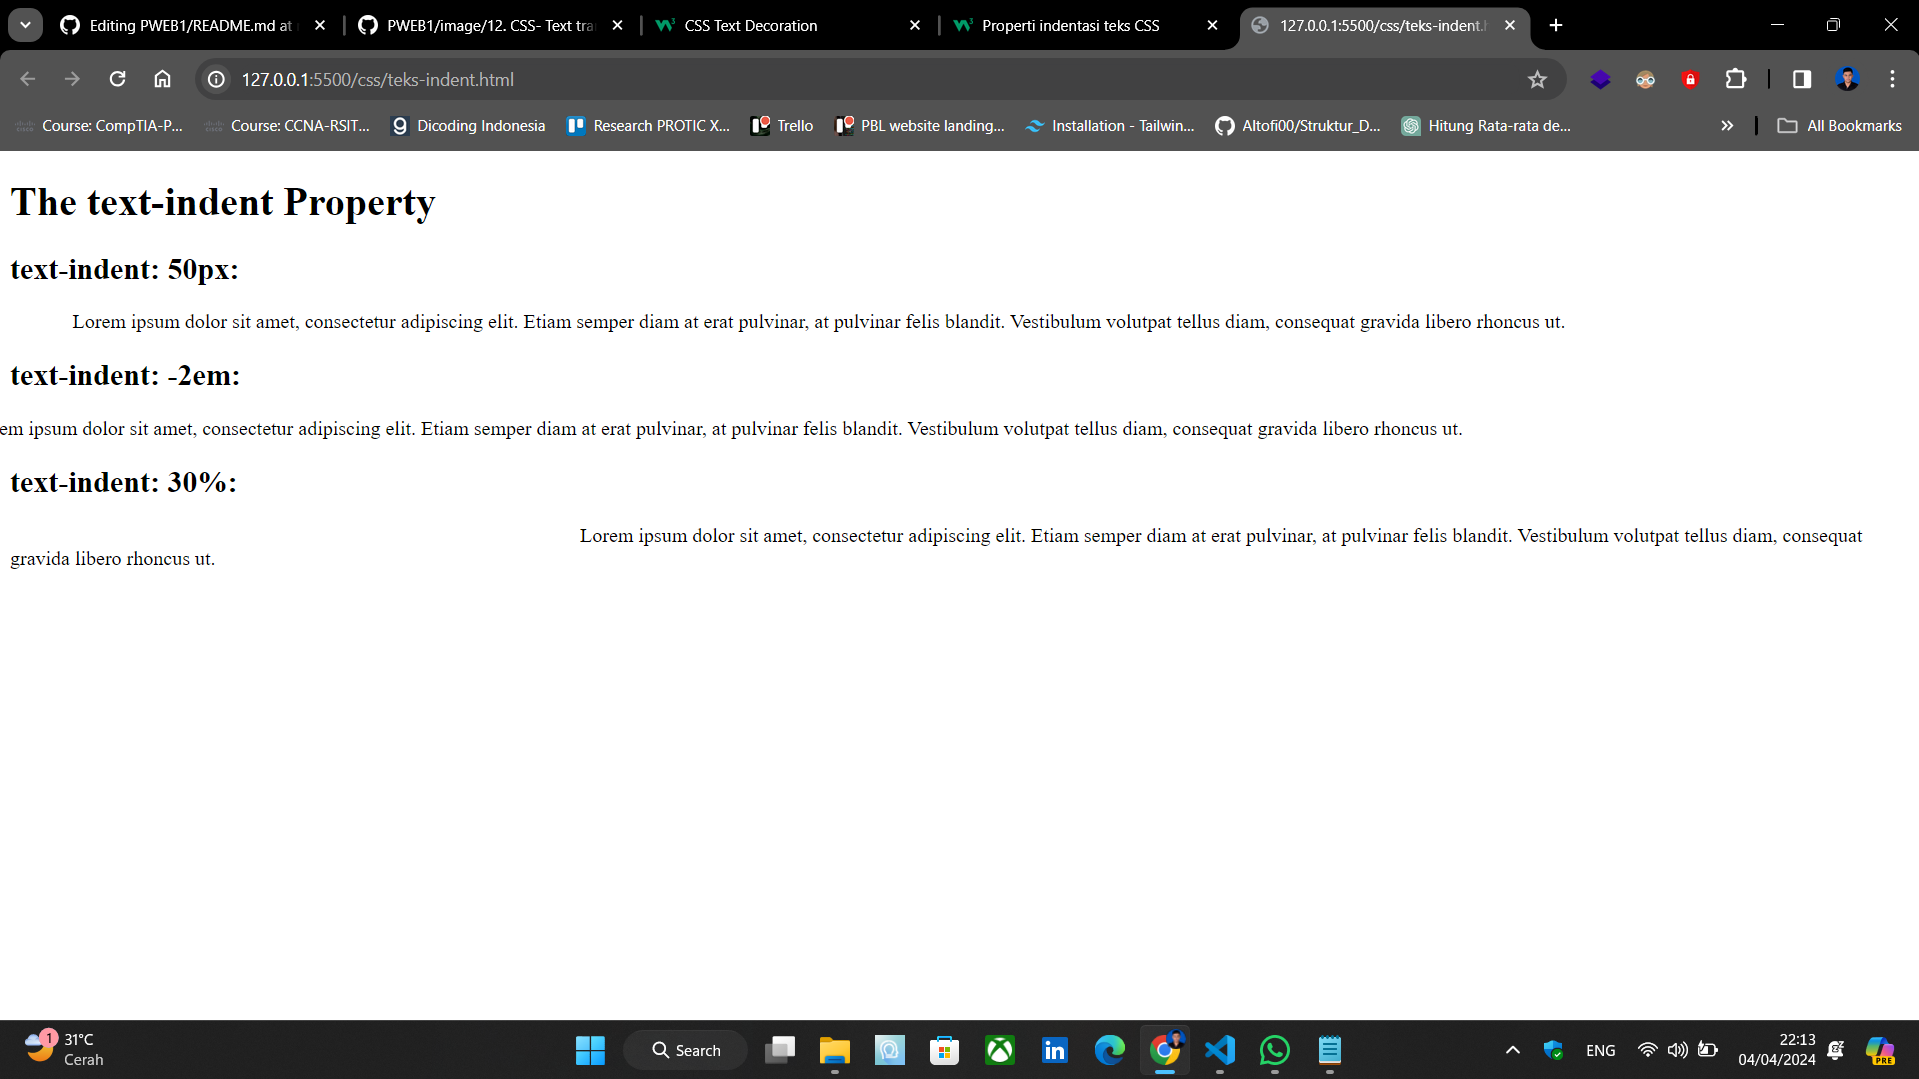 Editing PWEB1/README.md at
PWEB1/image/12. CSS- Text tra
CSS Text Decoration
Properti indentasi teks CSS
127.0.0.1:5500/css/teks-indent.h
127.0.0.1:5500/css/teks-indent.html
Course: CompTIA-P...
Course: CCNA-RSIT...
Dicoding Indonesia
Research PROTIC X...
Trello
PBL website landing...
Installation - Tailwin...
Altofi00/Struktur_D...
Hitung Rata-rata de...
All Bookmarks
The text-indent Property
text-indent: 50px:
Lorem ipsum dolor sit amet, consectetur adipiscing elit. Etiam semper diam at erat pulvinar, at pulvinar felis blandit. Vestibulum volutpat tellus diam, consequat gravida libero rhoncus ut.
text-indent: -2em:
em ipsum dolor sit amet, consectetur adipiscing elit. Etiam semper diam at erat pulvinar, at pulvinar felis blandit. Vestibulum volutpat tellus diam, consequat gravida libero rhoncus ut.
text-indent: 30%:
Lorem ipsum dolor sit amet, consectetur adipiscing elit. Etiam semper diam at erat pulvinar, at pulvinar felis blandit. Vestibulum volutpat tellus diam, consequat
gravida libero rhoncus ut.
1
31°C
Cerah
Search
ENG
22:13
04/04/2024
PRE